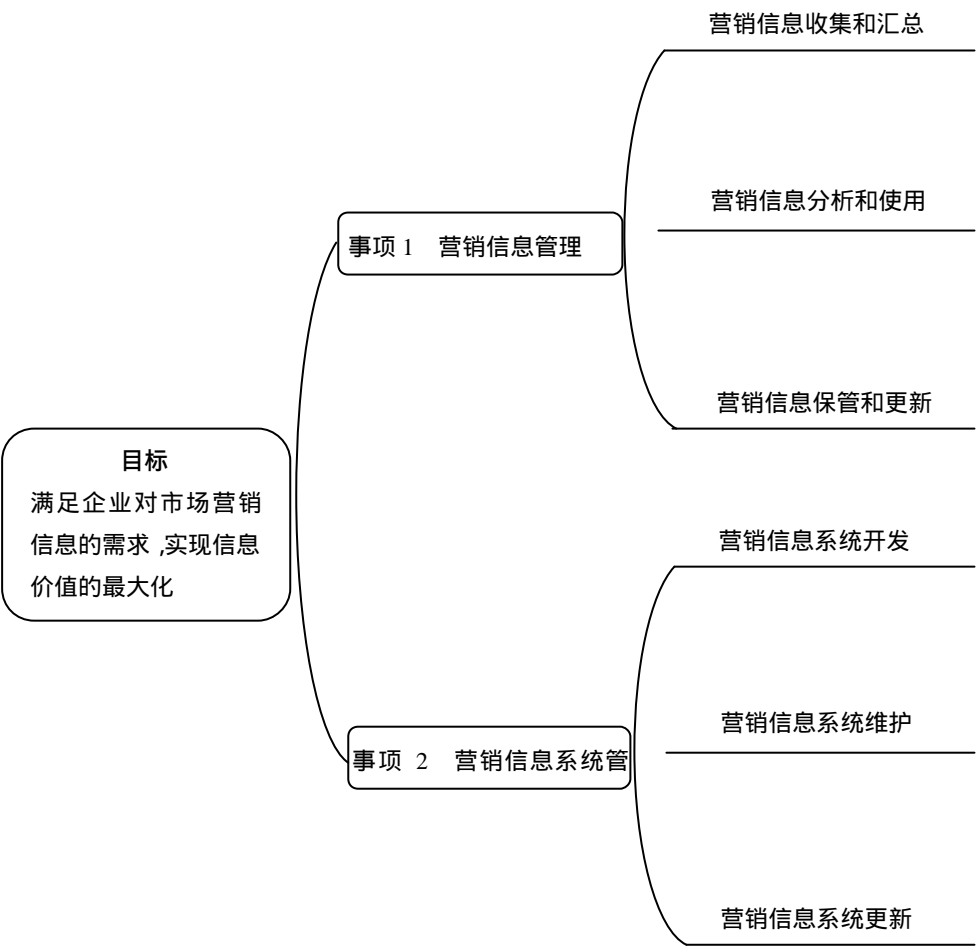 营销信息收集和汇总
营销信息分析和使用
事项 1 营销信息管理
营销信息保管和更新
目标
满足企业对市场营销
信息的需求,实现信息
价值的最大化
营销信息系统开发
营销信息系统维护
事项 2 营销信息系统管
营销信息系统更新